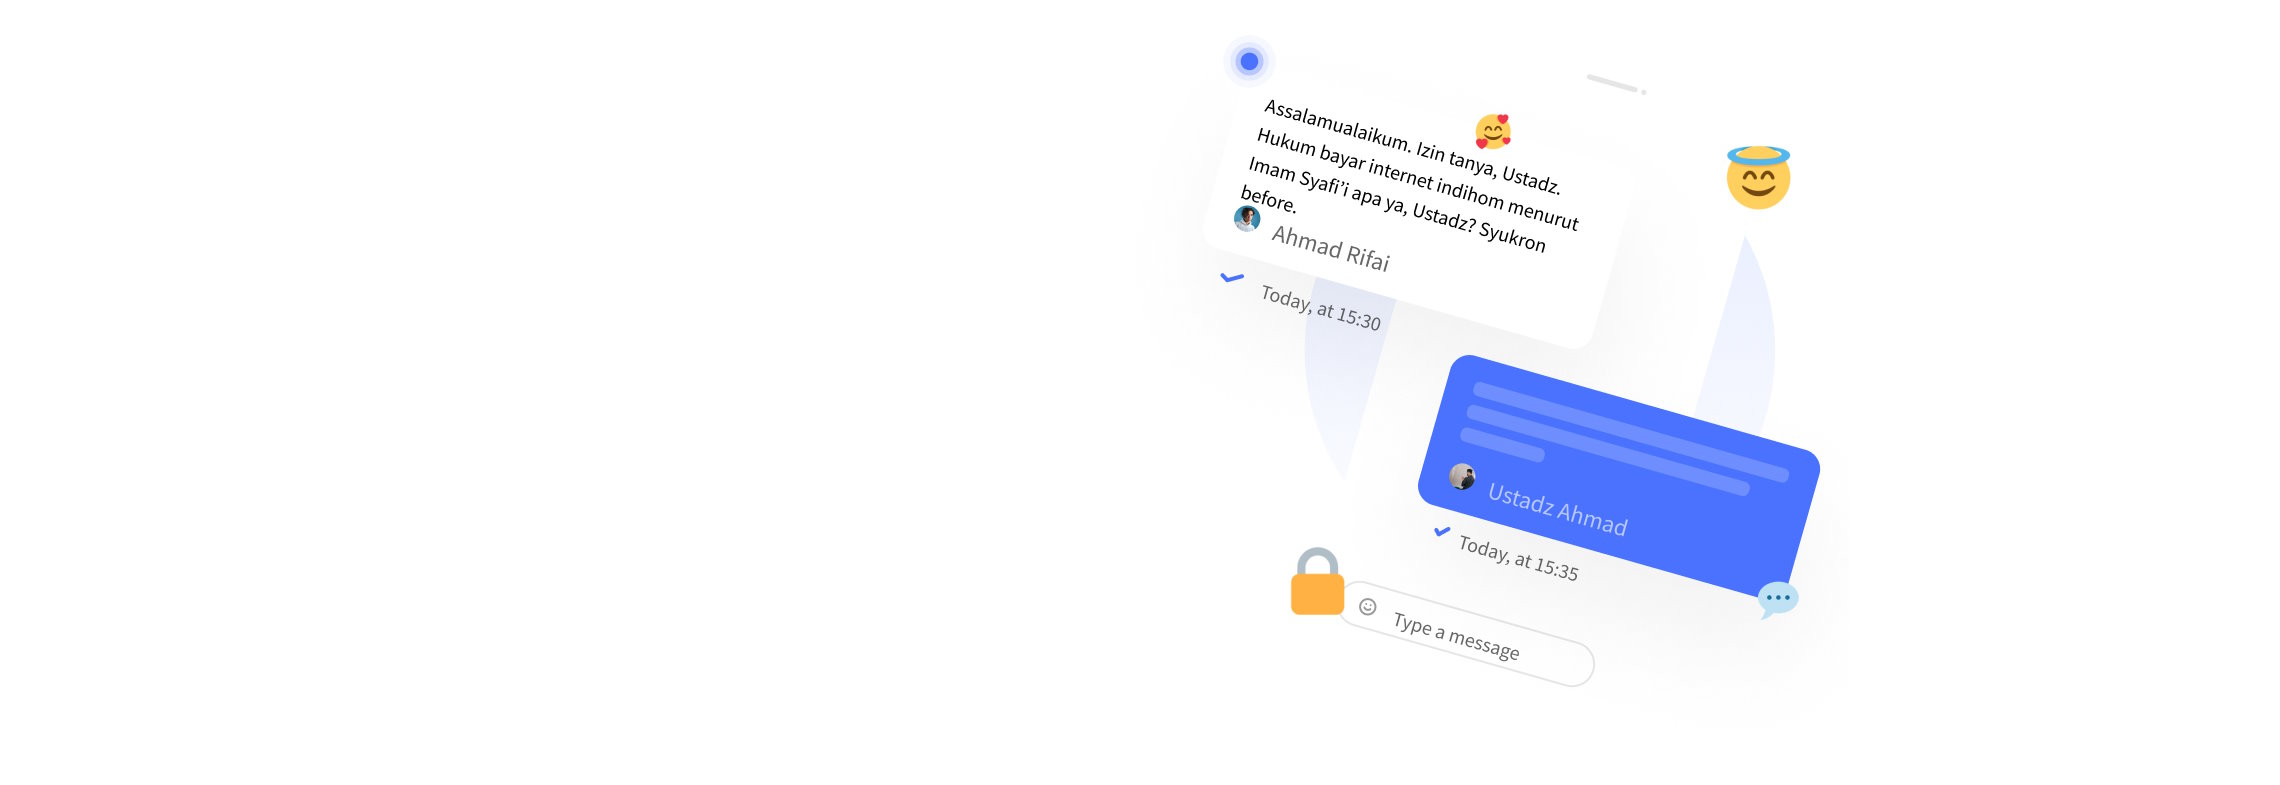 Assalamualaikum. Izin tanya, Ustadz.
Hukum bayar internet indihom menurut
Imam Syafi’i apa ya, Ustadz? Syukron
before.
Ahmad Rifai
Today, at 15:30
Ustadz Ahmad
Today, at 15:35
Type a message